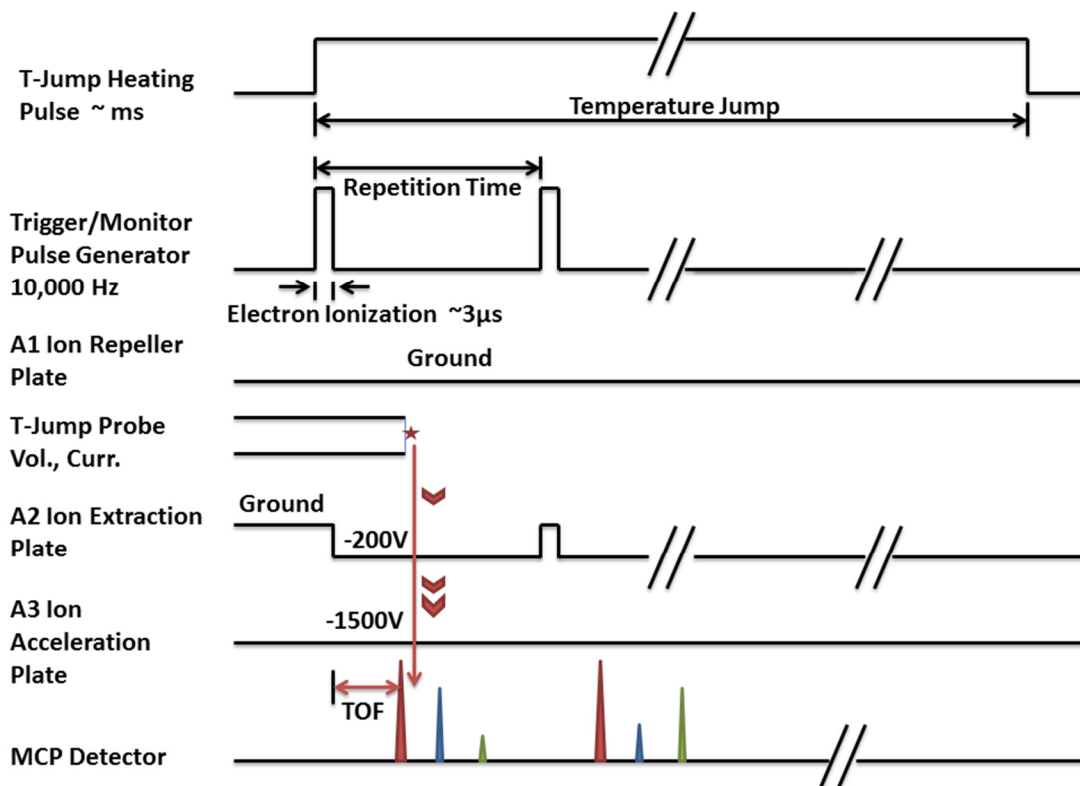 T-Jump Heating
Pulse ~ ms
Temperature Jump
Repetition Time
Trigger/Monitor
Pulse Generator
10,000 Hz
Electron Ionization ~3μs
A1 Ion Repeller
Plate
Ground
T-Jump Probe
Vol., Curr.
Ground
A2 Ion Extraction
Plate
-200V
A3 Ion
Acceleration
Plate
-1500V
TOF
MCP Detector